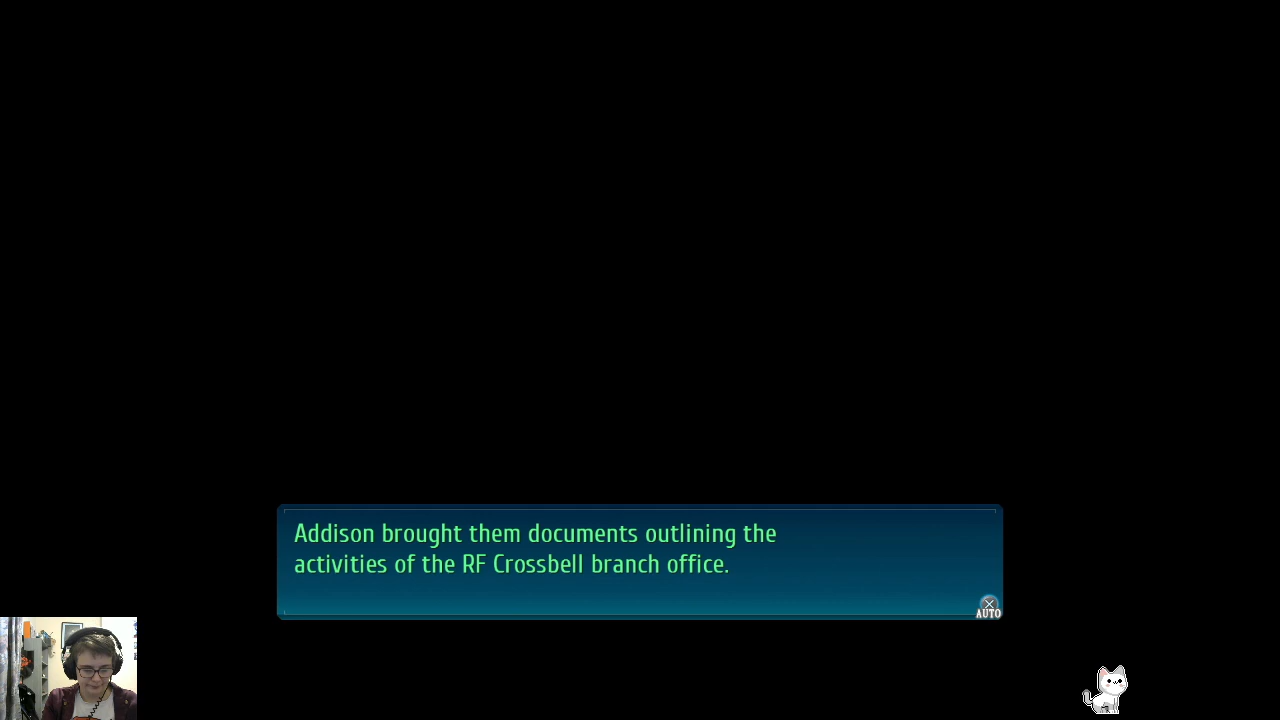 Addison brought them documents outlining the
activities of the RF Crossbell branch office.
AUTO